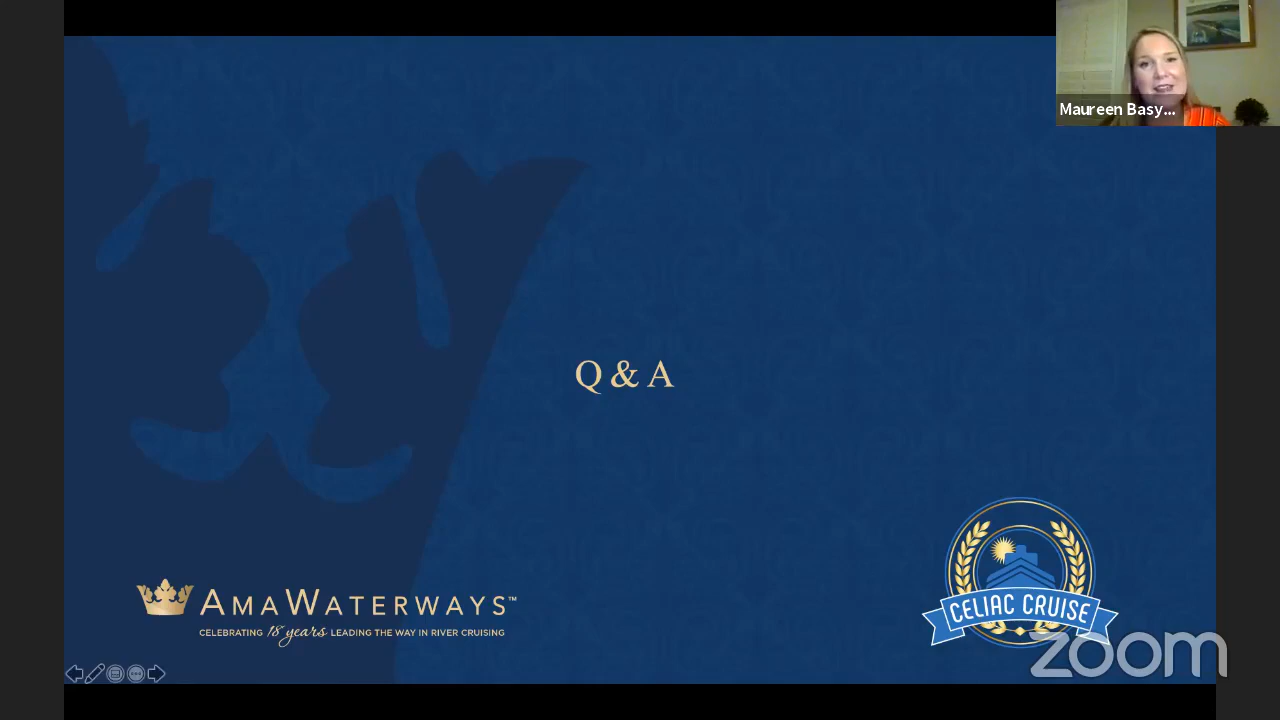 Maureen Basy...
Q & A
AMAWATERWAYS™
CELEBRATING 18 years LEADING THE WAY IN RIVER CRUISING
CELIAC CRUISE
zoom